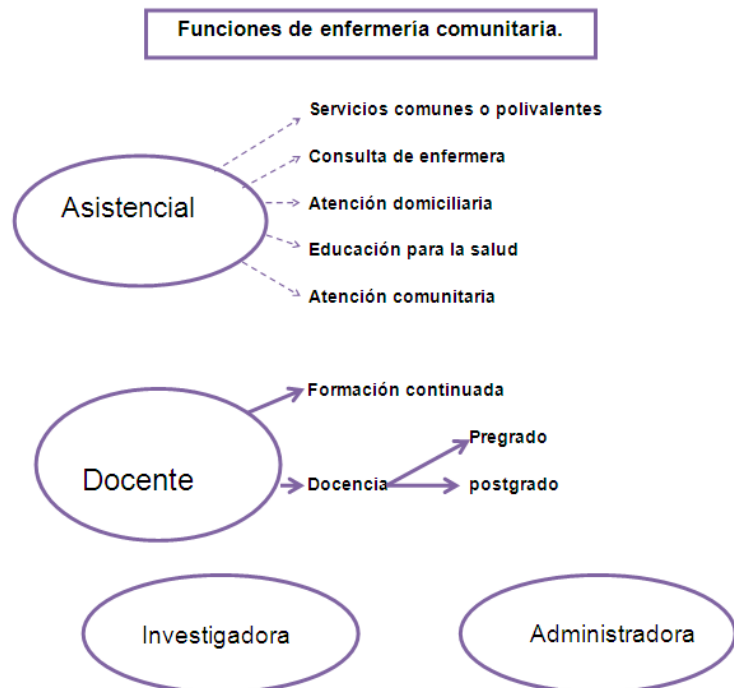 Funciones de enfermería comunitaria.
Servicios comunes o polivalentes
Consulta de enfermera
Asistencial
Atención domiciliaria
Educación para la salud
Atención comunitaria
Formación continuada
Pregrado
Docente
Docencia
postgrado
Investigadora
Administradora